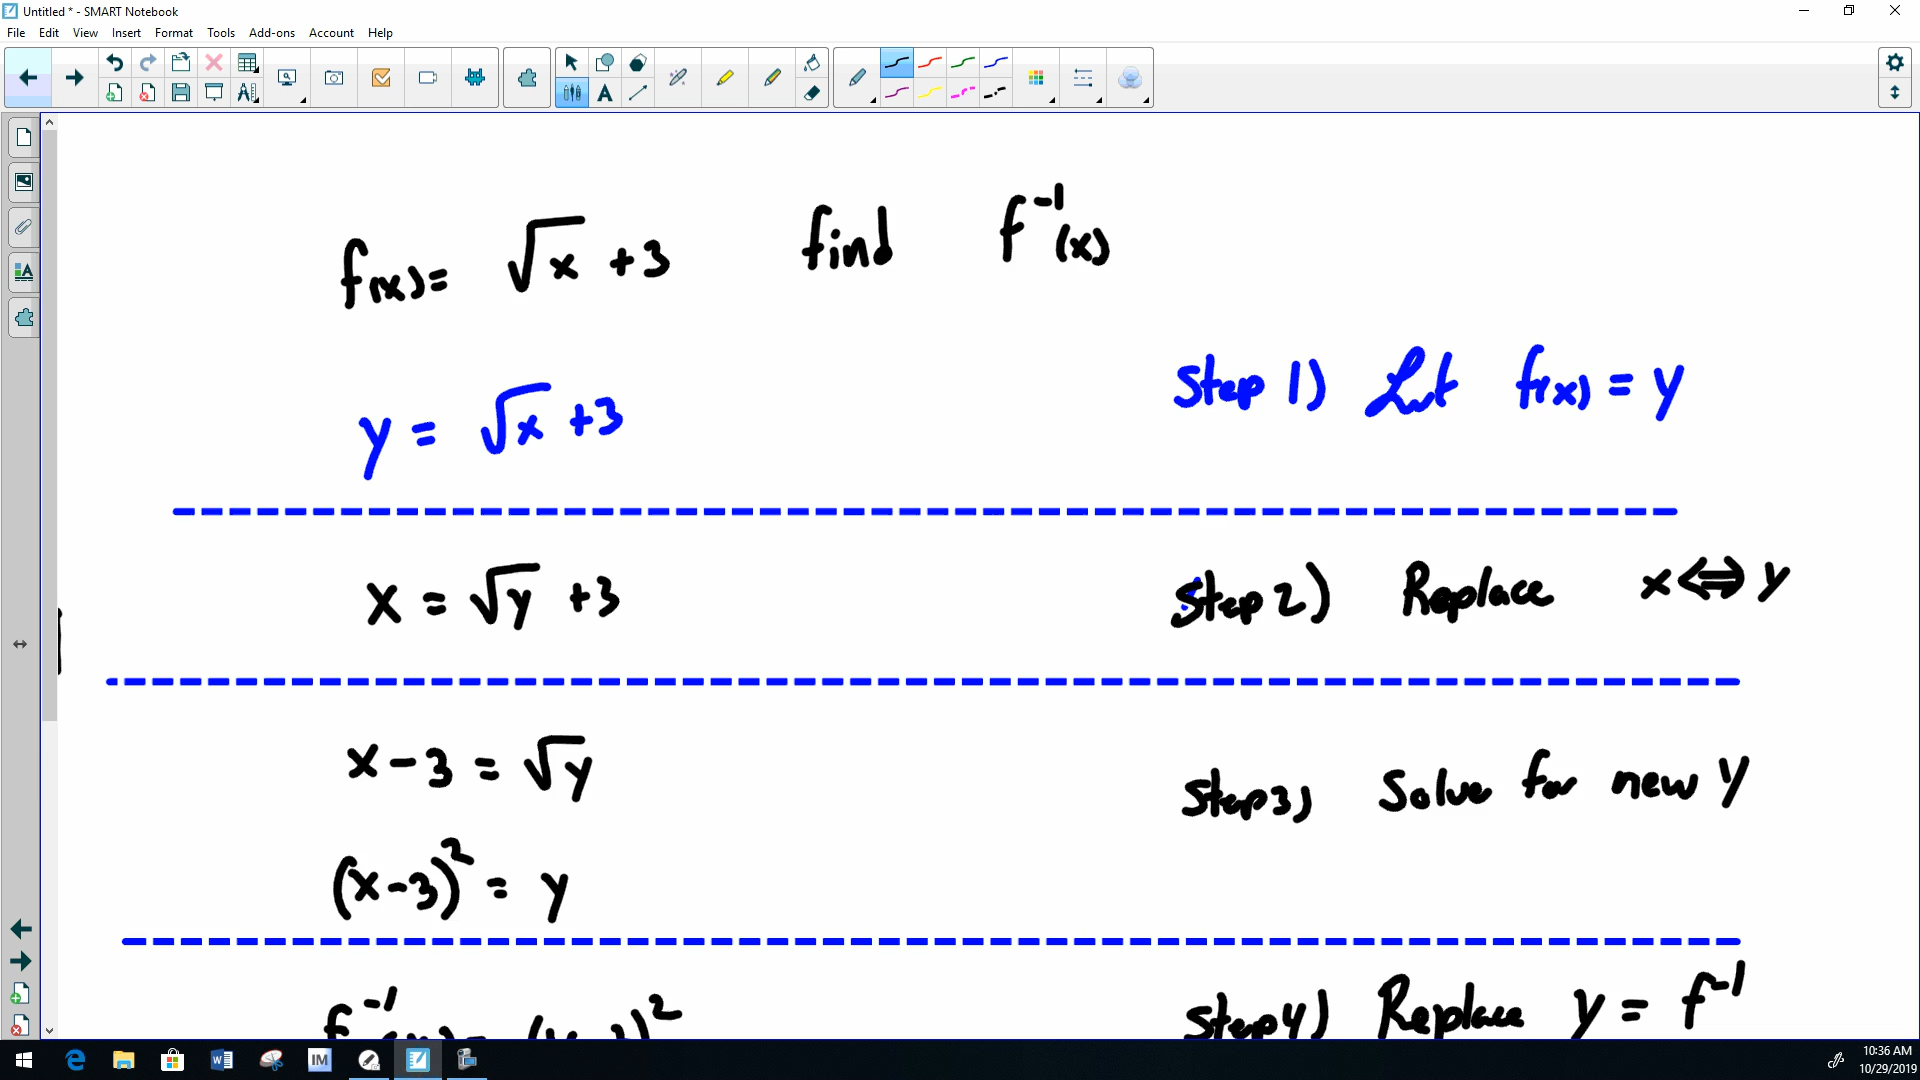 Untitled * - SMART Notebook
File Edit View Insert Format Tools Add-ons Account Help
f(x) = √x +3 find f⁻¹(x)
Step 1) Let f(x) = y
y = √x +3
x = √y +3 Step 2) Replace x ⇔ y
x - 3 = √y
Step 3) Solve for new y
(x-3)² = y
Step 4) Replace y = f⁻¹
f⁻¹
IM
10:36 AM
10/29/2019